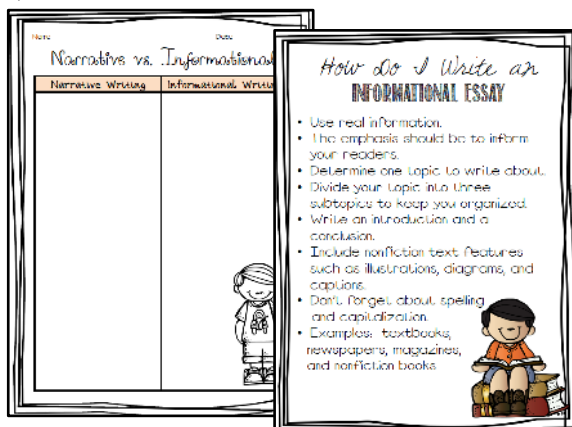 Name Date
Narrative vs. Informational
Narrative Writing Informational Writing
How Do I Write an
INFORMATIONAL ESSAY
• Use real information.
• The emphasis should be to inform
your readers.
• Determine one topic to write about.
• Divide your topic into three
subtopics to keep you organized.
• Write an introduction and a
conclusion.
• Include nonfiction text features
such as illustrations, diagrams, and
captions.
• Don't forget about spelling
and capitalization.
• Examples: textbooks,
newspapers, magazines,
and nonfiction books